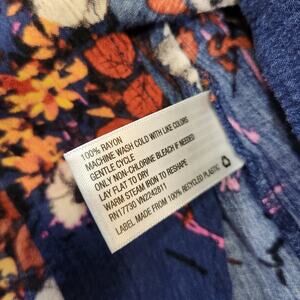 100% RAYON
MACHINE WASH COLD WITH LIKE COLORS
GENTLE CYCLE
ONLY NON-CHLORINE BLEACH IF NEEDED
LAY FLAT TO DRY
WARM STEAM IRON TO RESHAPE
RN17730 VN2242811
LABEL MADE FROM 100% RECYCLED PLASTIC